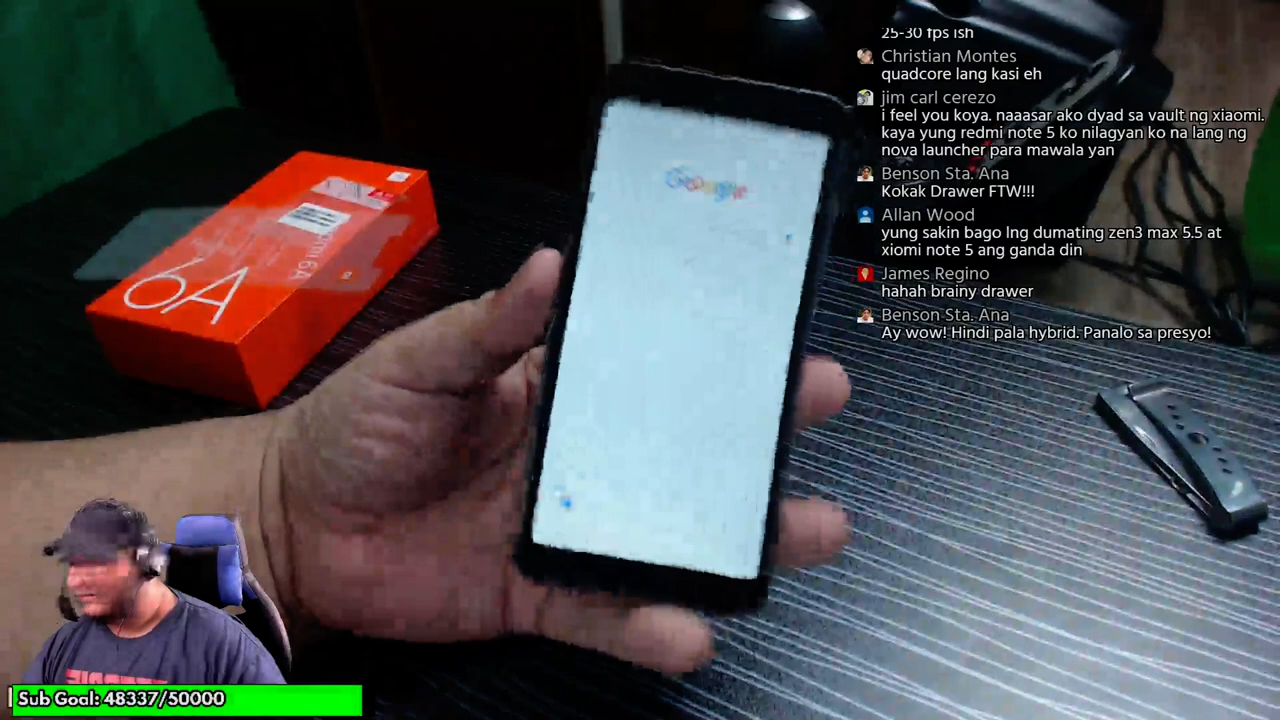 25-30 fps ish
Christian Montes
quadcore lang kasi eh
jim carl cerezo
i feel you koya. naaasar ako dyad sa vault ng xiaomi.
kaya yung redmi note 5 ko nilagyan ko na lang ng
nova launcher para mawala yan
Benson Sta. Ana
Kokak Drawer FTW!!!
Allan Wood
yung sakin bago lng dumating zen3 max 5.5 at
xiomi note 5 ang ganda din
James Regino
hahah brainy drawer
Benson Sta. Ana
Ay wow! Hindi pala hybrid. Panalo sa presyo!
Google
6A
6A
Sub Goal: 48337/50000